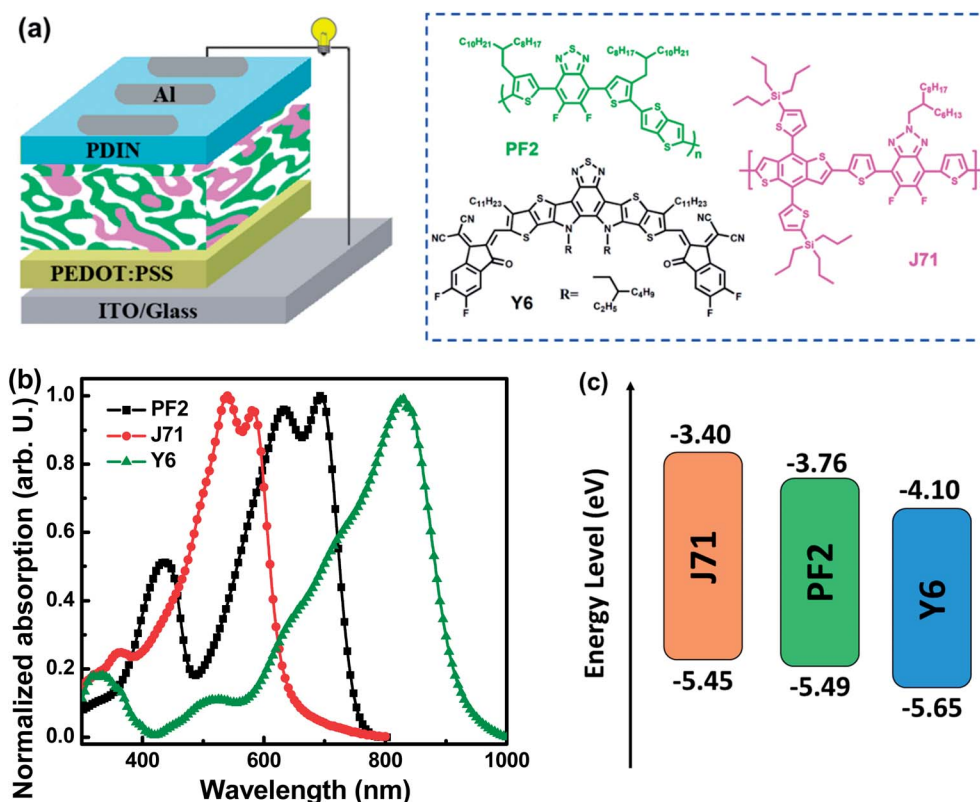 (a)
Al
PDIN
PEDOT:PSS
ITO/Glass
C10H21
C8H17
N
S
N
C8H17
C10H21
S
S
F
F
S
S
n
PF2
N
S
N
C11H23
S
S
S
S
C11H23
NC
CN
S
N
N
S
CN
NC
R
R
O
O
F
F
F
F
Y6
R=
C4H9
C2H5
Si
S
C8H17
C6H13
N
N
N
S
S
S
S
F
F
S
S
Si
n
J71
(b)
Normalized absorption (arb. U.)
1.0
0.8
0.6
0.4
0.2
0.0
PF2
J71
Y6
400
600
800
1000
Wavelength (nm)
(c)
Energy Level (eV)
-3.40
J71
-5.45
-3.76
PF2
-5.49
-4.10
Y6
-5.65